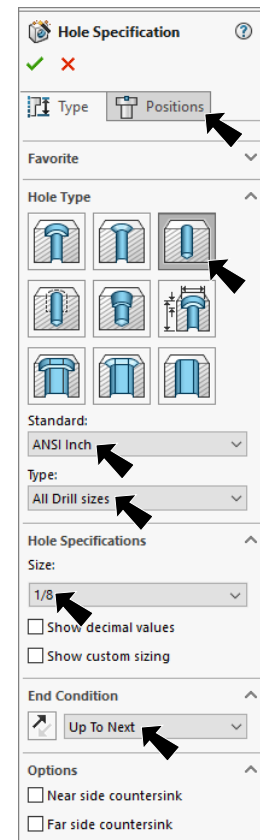 Hole Specification
Type Positions
Favorite
Hole Type
Standard:
ANSI Inch
Type:
All Drill sizes
Hole Specifications
Size:
1/8
Show decimal values
Show custom sizing
End Condition
Up To Next
Options
Near side countersink
Far side countersink